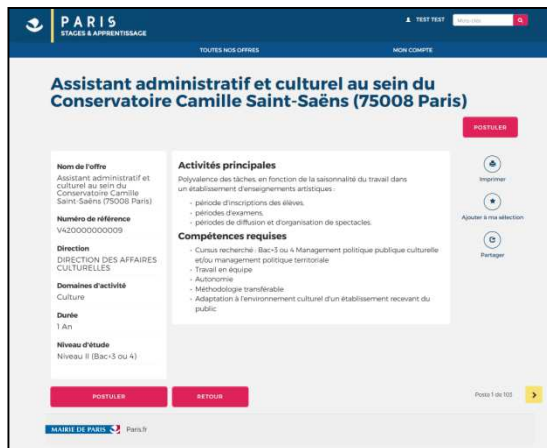 PARIS
STAGES & APPRENTISSAGE
TEST TEST
Mots-clés
TOUTES NOS OFFRES
MON COMPTE
Assistant administratif et culturel au sein du
Conservatoire Camille Saint-Saëns (75008 Paris)
POSTULER
Nom de l'offre
Assistant administratif et
culturel au sein du
Conservatoire Camille
Saint-Saëns (75008 Paris)
Numéro de référence
V420000000009
Direction
DIRECTION DES AFFAIRES
CULTURELLES
Domaines d'activité
Culture
Durée
1 An
Niveau d'étude
Niveau II (Bac+3 ou 4)
Activités principales
Polyvalence des tâches, en fonction de la saisonnalité du travail dans
un établissement d'enseignements artistiques :
- période d'inscriptions des élèves.
- périodes d'examens.
- périodes de diffusion et d'organisation de spectacles.
Compétences requises
- Cursus recherché : Bac+3 ou 4 Management politique publique culturelle
et/ou management politique territoriale
- Travail en équipe
- Autonomie
- Méthodologie transférable
- Adaptation à l'environnement culturel d'un établissement recevant du
public
Imprimer
Ajouter à ma sélection
Partager
POSTULER
RETOUR
Poste 1 de 103
MAIRIE DE PARIS
Paris.fr